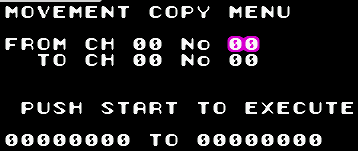 MOVEMENT COPY MENU
FROM CH 00 No 00
TO CH 00 No 00
PUSH START TO EXECUTE
00000000 TO 00000000